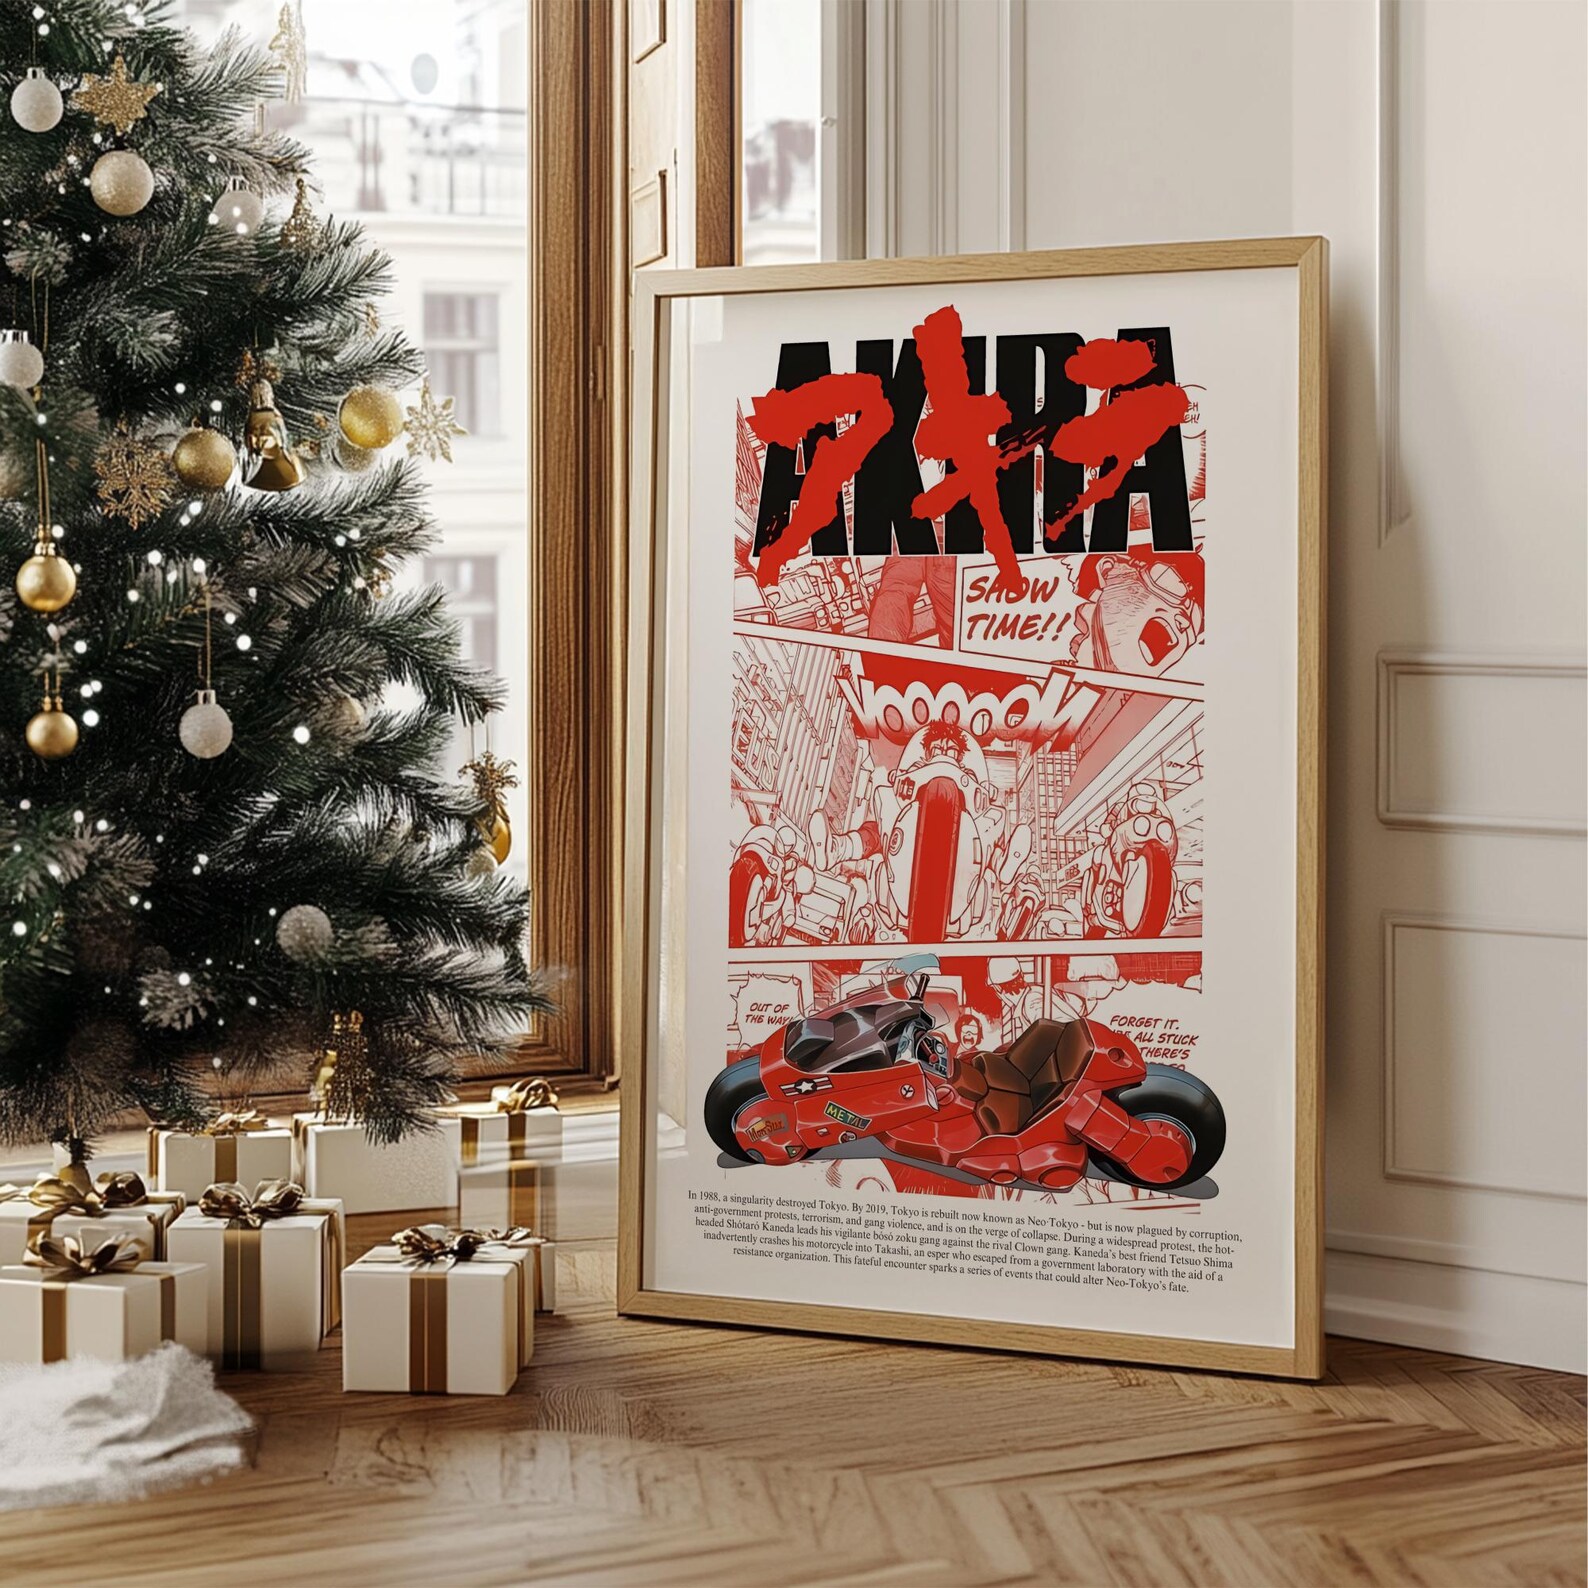 AKIRA
アキラ
SHOW
TIME!!
OUT OF
THE WAY!
FORGET IT.
ALL STUCK
THERE'S
METAL
In 1988, a singularity destroyed Tokyo. By 2019, Tokyo is rebuilt now known as Neo-Tokyo - but is now plagued by corruption,
anti-government protests, terrorism, and gang violence, and is on the verge of collapse. During a widespread protest, the hot-
headed Shōtarō Kaneda leads his vigilante bōsō zoku gang against the rival Clown gang. Kaneda's best friend Tetsuo Shima
inadvertently crashes his motorcycle into Takashi, an esper who escaped from a government laboratory with the aid of a
resistance organization. This fateful encounter sparks a series of events that could alter Neo-Tokyo's fate.